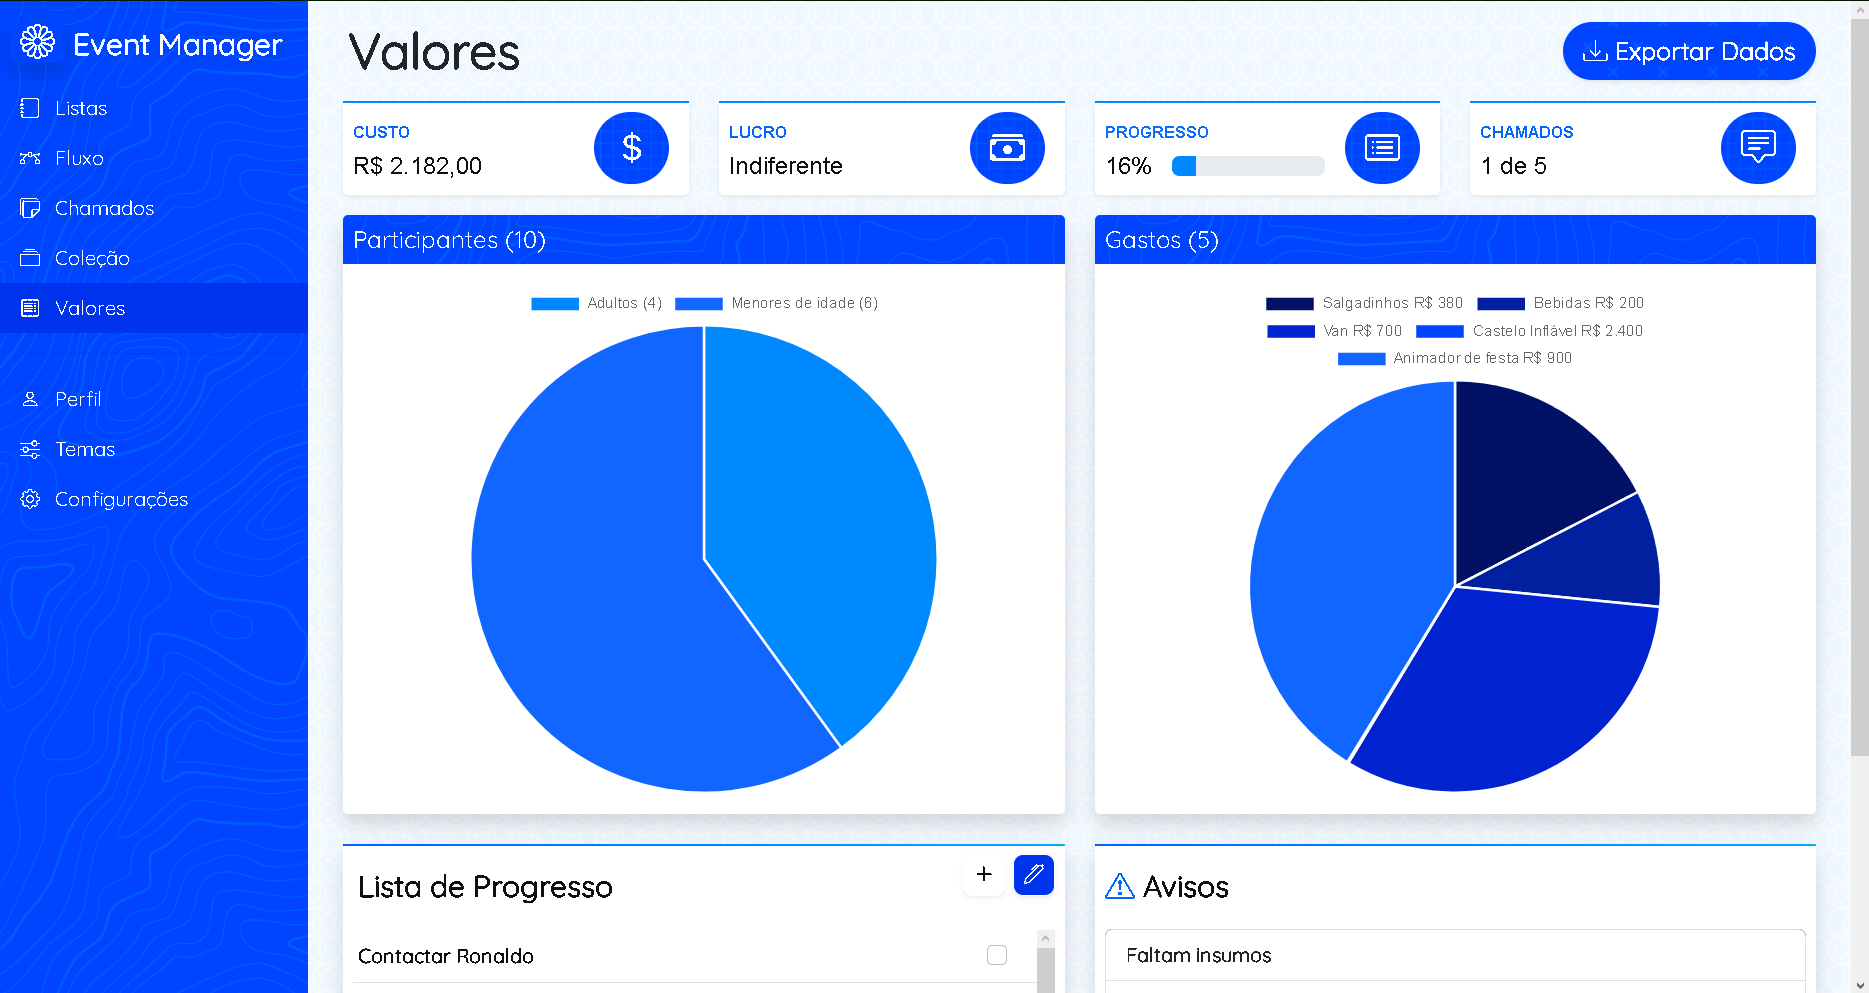 Event Manager
Listas
Fluxo
Chamados
Coleção
Valores
Perfil
Temas
Configurações
Valores
Exportar Dados
CUSTO
R$ 2.182,00
LUCRO
Indiferente
PROGRESSO
16%
CHAMADOS
1 de 5
Participantes (10)
Adultos (4) Menores de idade (6)
Gastos (5)
Salgadinhos R$ 380 Bebidas R$ 200
Van R$ 700 Castelo Inflável R$ 2.400
Animador de festa R$ 900
Lista de Progresso
+
Contactar Ronaldo
Avisos
Faltam insumos